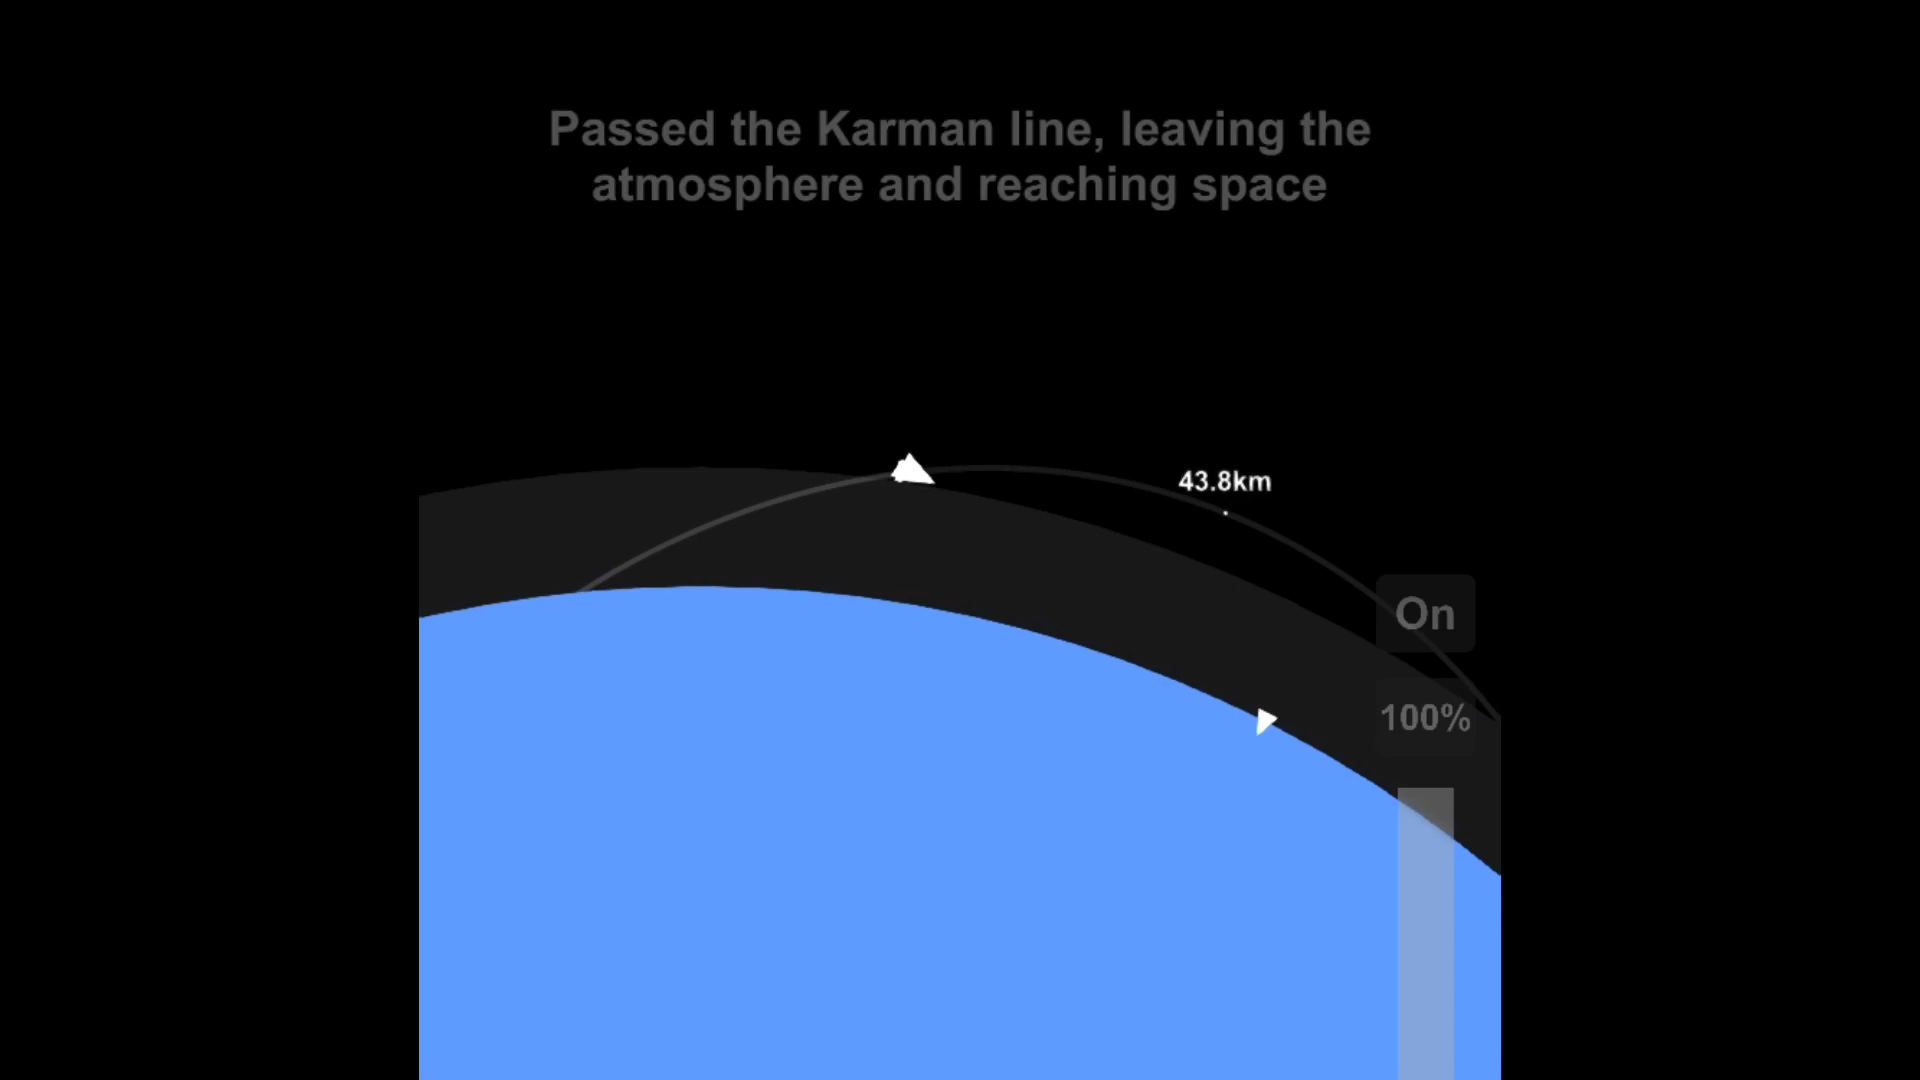 Passed the Karman line, leaving the
atmosphere and reaching space
43.8km
On
100%